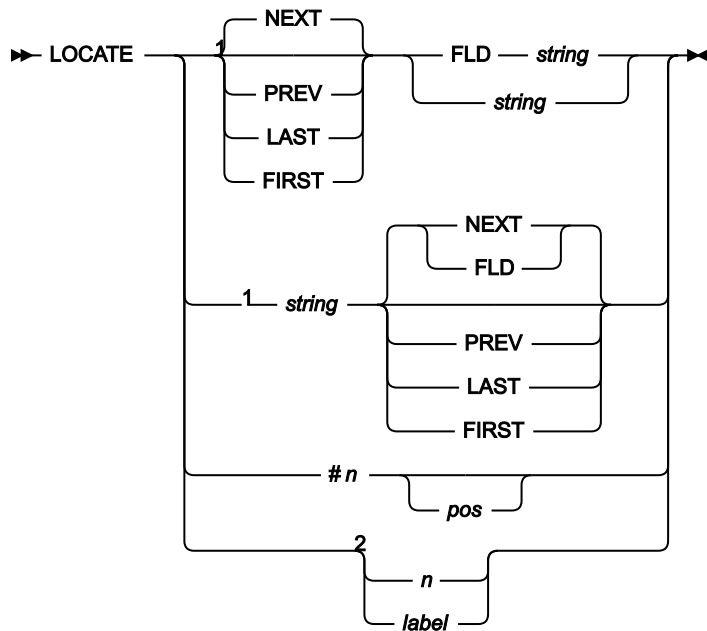 NEXT
LOCATE 1 FLD string
PREV string
LAST
FIRST
NEXT
FLD
1 string
PREV
LAST
FIRST
# n
pos
2
n
label